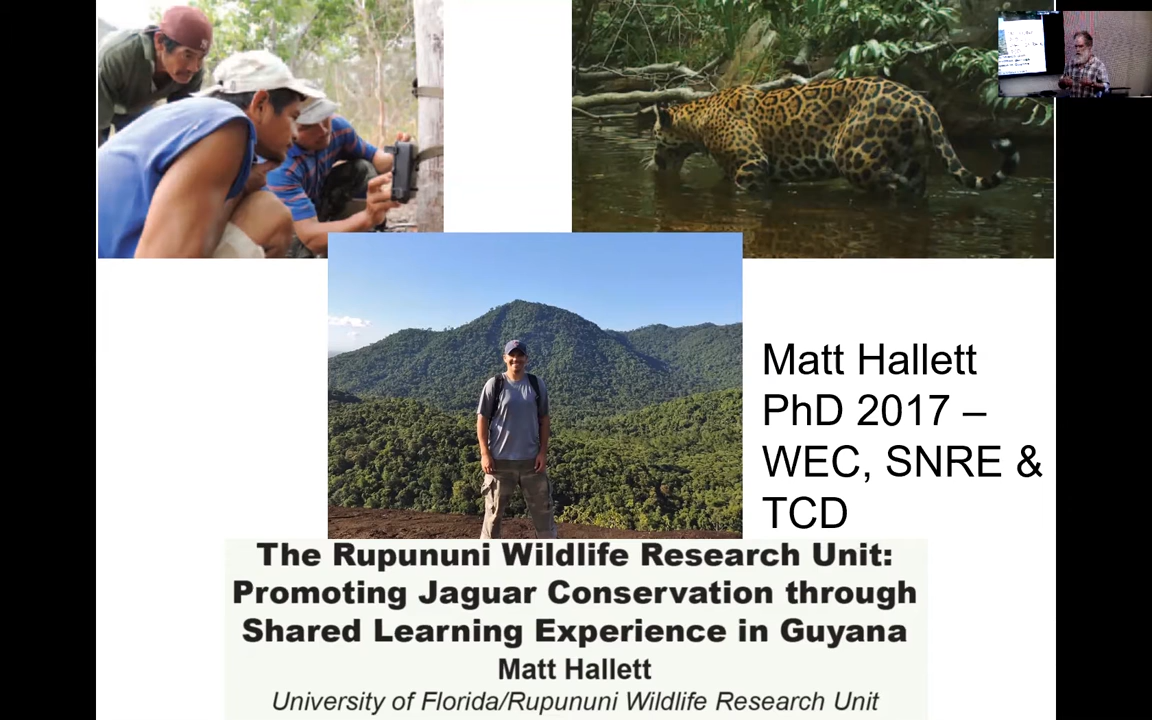 Matt Hallett
PhD 2017 –
WEC, SNRE &
TCD
The Rupununi Wildlife Research Unit:
Promoting Jaguar Conservation through
Shared Learning Experience in Guyana
Matt Hallett
University of Florida/Rupununi Wildlife Research Unit